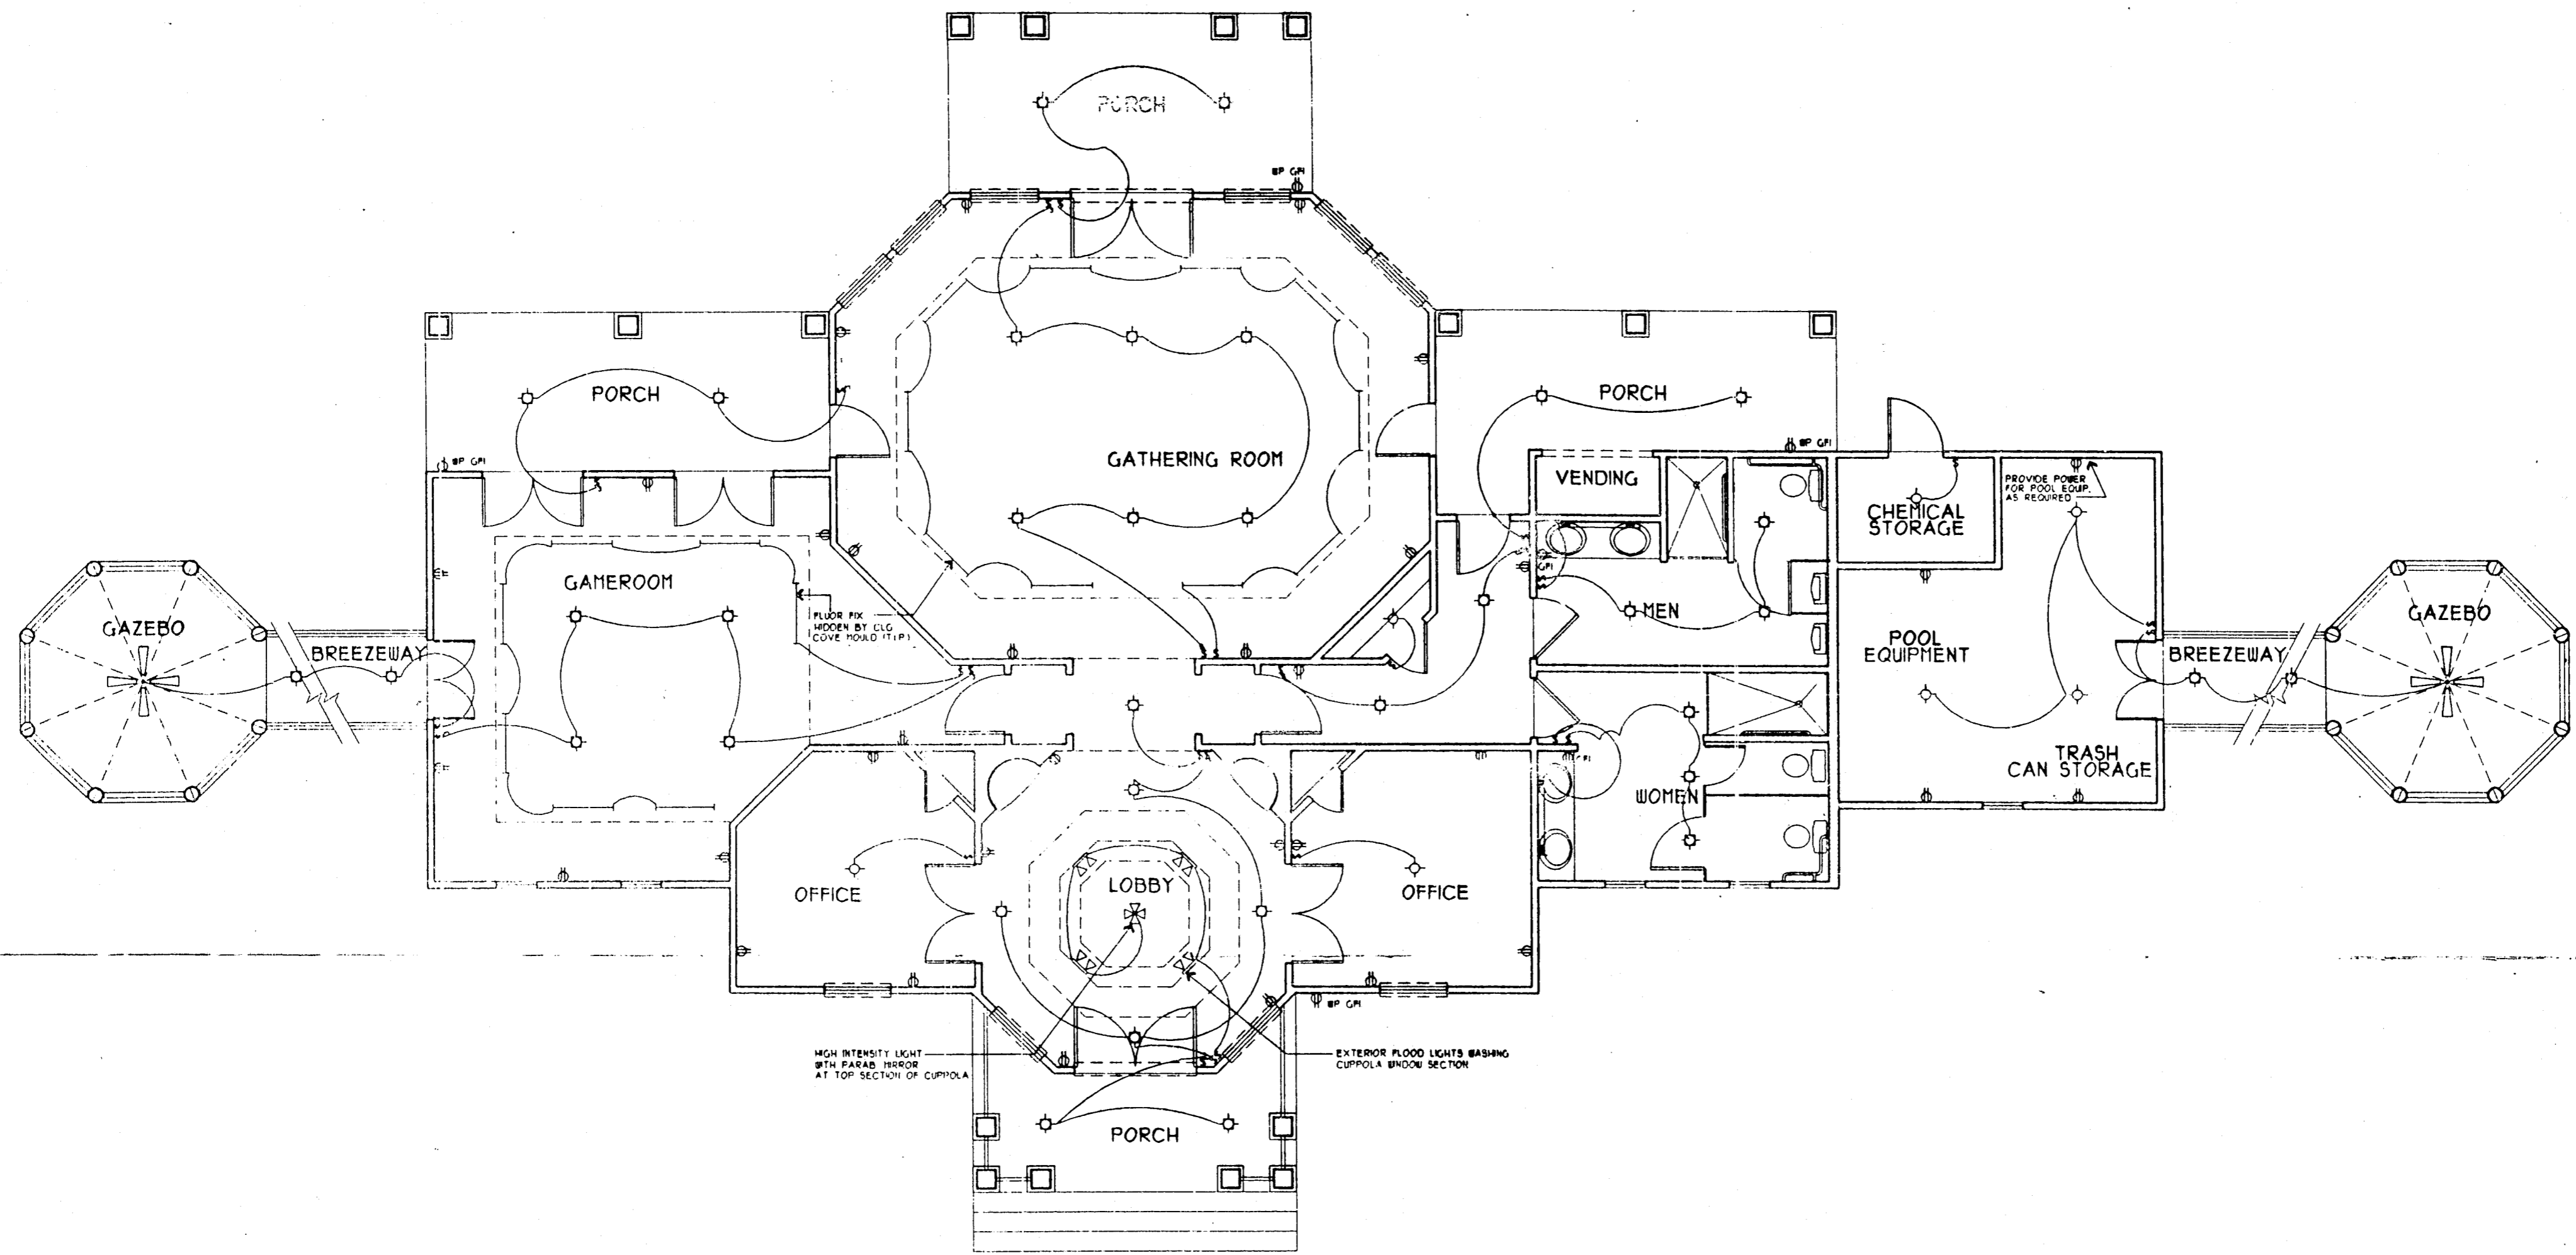 PORCH
WP GFI
PORCH
PORCH
GATHERING ROOM
WP GFI
WP GFI
VENDING
PROVIDE POWER
FOR POOL EQUIP.
AS REQUIRED
CHEMICAL
STORAGE
GFI
GAMEROOM
FLUOR FIX
HIDDEN BY CLG
COVE MOULD (TYP)
MEN
GAZEBO
BREEZEWAY
POOL
EQUIPMENT
BREEZEWAY
GAZEBO
TRASH
CAN STORAGE
GFI
WOMEN
OFFICE
LOBBY
OFFICE
WP GFI
HIGH INTENSITY LIGHT
WITH PARAB MIRROR
AT TOP SECTION OF CUPPOLA
EXTERIOR FLOOD LIGHTS WASHING
CUPPOLA WINDOW SECTION
PORCH